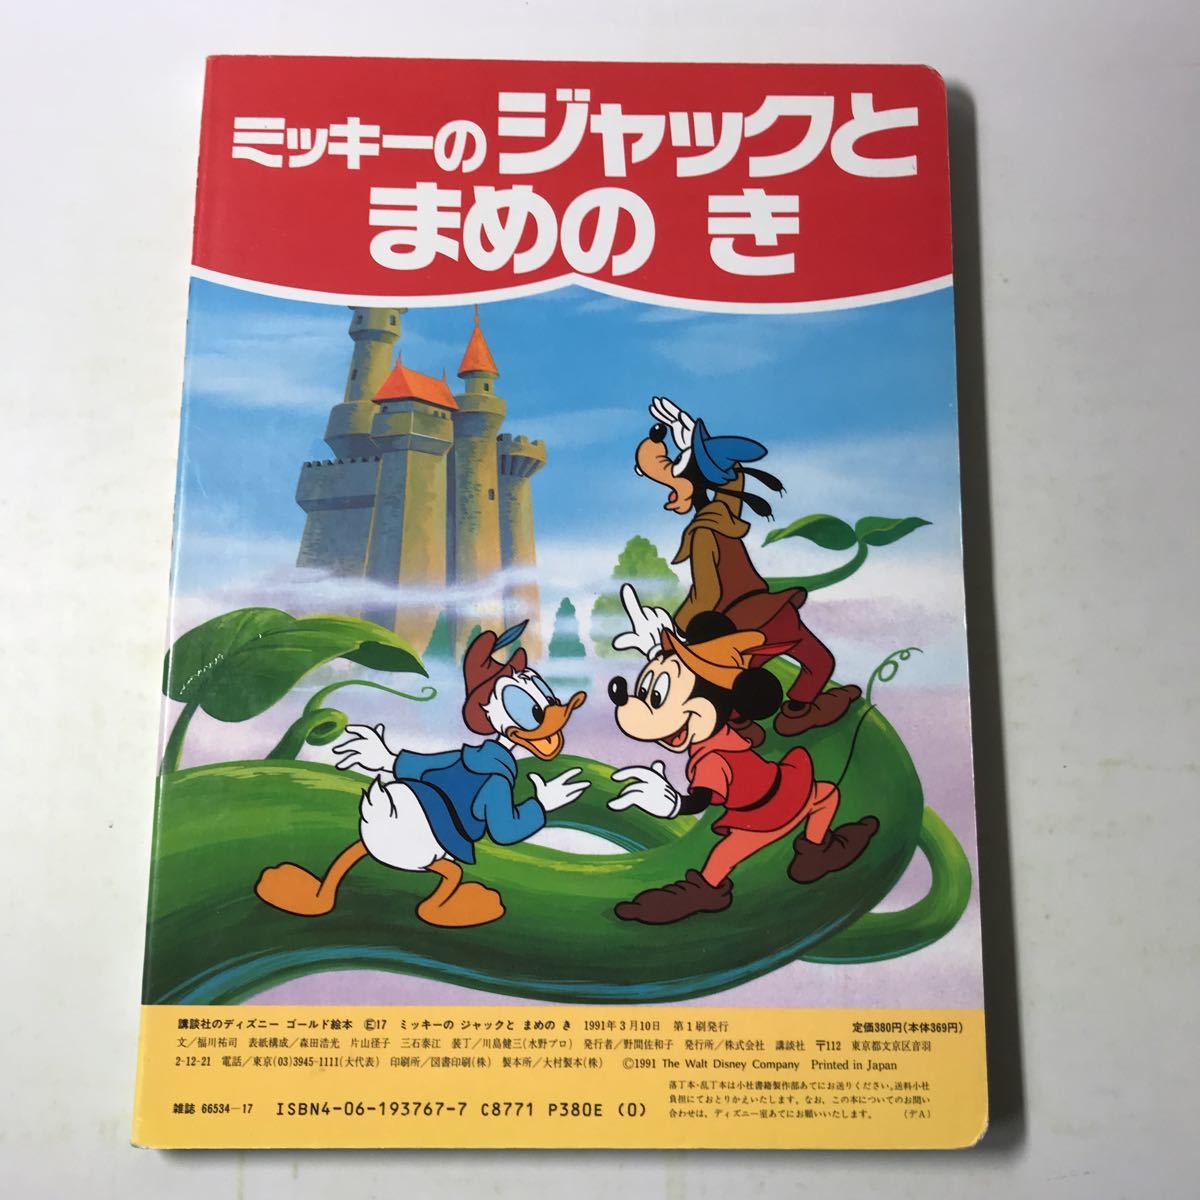 ミッキーの ジャックと
まめの き
講談社のディズニー ゴールド絵本 Ⓔ17 ミッキーの ジャックと まめの き 1991年3月10日 第1刷発行 定価380円(本体369円)
文／福川祐司 表紙構成／森田浩光 片山径子 三石泰江 装丁／川島健三(水野プロ) 発行者／野間佐和子 発行所／株式会社 講談社 〒112 東京都文京区音羽
2-12-21 電話／東京(03)3945-1111(大代表) 印刷所／図書印刷(株) 製本所／大村製本(株) ©1991 The Walt Disney Company Printed in Japan
落丁本・乱丁本は小社書籍製作部あてにお送りください。送料小社
負担にておとりかえいたします。なお、この本についてのお問い
合わせは、ディズニー室あてにお願いいたします。 (デA)
雑誌 66534-17 ISBN4-06-193767-7 C8771 P380E (0)